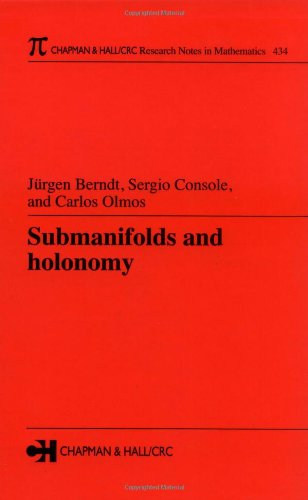 π CHAPMAN & HALL/CRC Research Notes in Mathematics 434
Jürgen Berndt, Sergio Console,
and Carlos Olmos
Submanifolds and
holonomy
CH CHAPMAN & HALL/CRC